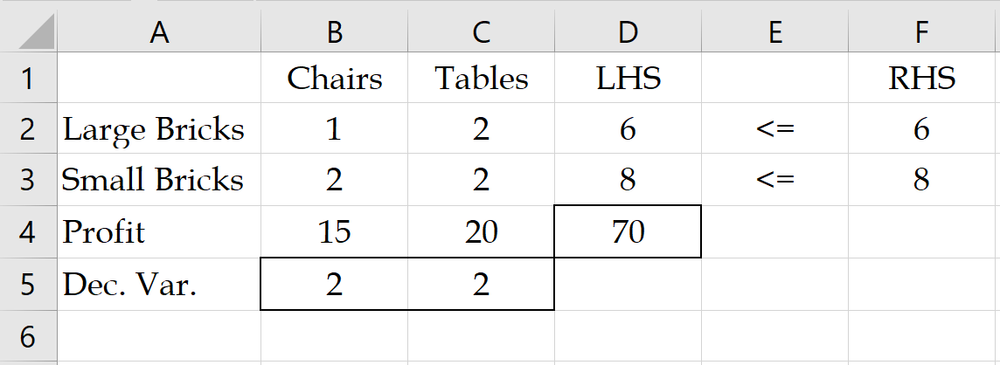 A B C D E F
1 Chairs Tables LHS RHS
2 Large Bricks 1 2 6 <= 6
3 Small Bricks 2 2 8 <= 8
4 Profit 15 20 70
5 Dec. Var. 2 2
6